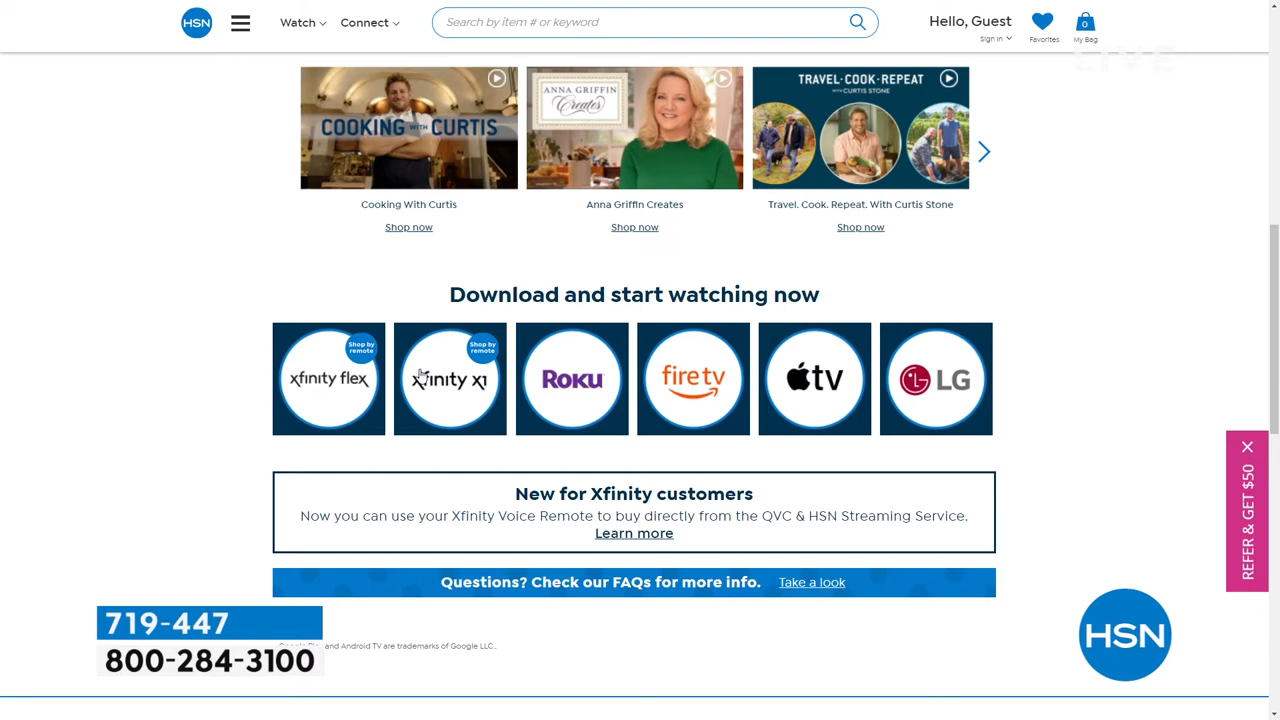 HSN
Watch
Connect
Search by item # or keyword
Hello, Guest
Sign In
Favorites
0
My Bag
LIVE
COOKING WITH CURTIS
ANNA GRIFFIN
Creates
TRAVEL·COOK·REPEAT
WITH CURTIS STONE
Cooking With Curtis
Anna Griffin Creates
Travel. Cook. Repeat. With Curtis Stone
Shop now
Shop now
Shop now
Download and start watching now
Shop by
remote
xfinity flex
Shop by
remote
xfinity x1
Roku
fire tv
tv
LG
New for Xfinity customers
Now you can use your Xfinity Voice Remote to buy directly from the QVC & HSN Streaming Service.
Learn more
REFER & GET $50
Questions? Check our FAQs for more info. Take a look
719-447
Google Play and Android TV are trademarks of Google LLC.
800-284-3100
HSN